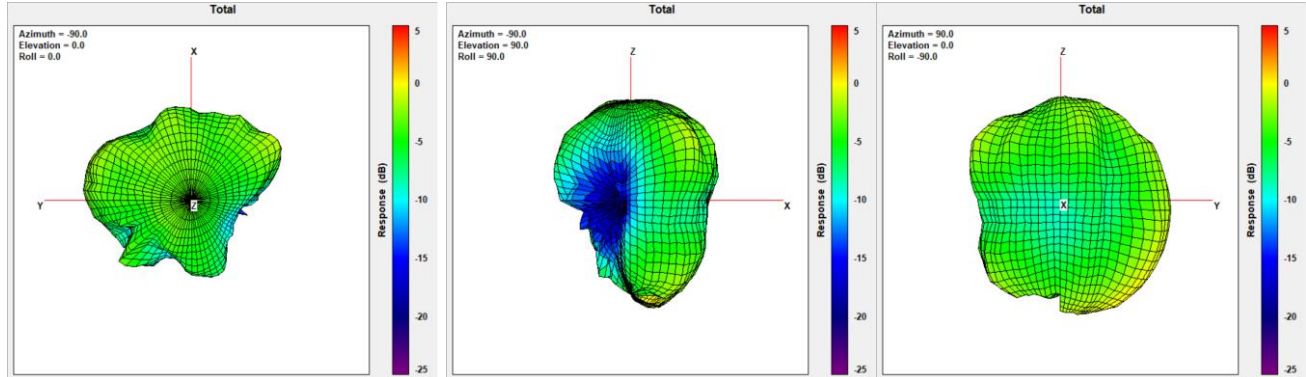 Total
Azimuth = -90.0
Elevation = 0.0
Roll = 0.0
X
Y
Z
5
0
-5
-10
-15
-20
-25
Response (dB)
Total
Azimuth = -90.0
Elevation = 90.0
Roll = 90.0
Z
X
5
0
-5
-10
-15
-20
-25
Response (dB)
Total
Azimuth = 90.0
Elevation = 0.0
Roll = -90.0
Z
X
Y
5
0
-5
-10
-15
-20
-25
Response (dB)